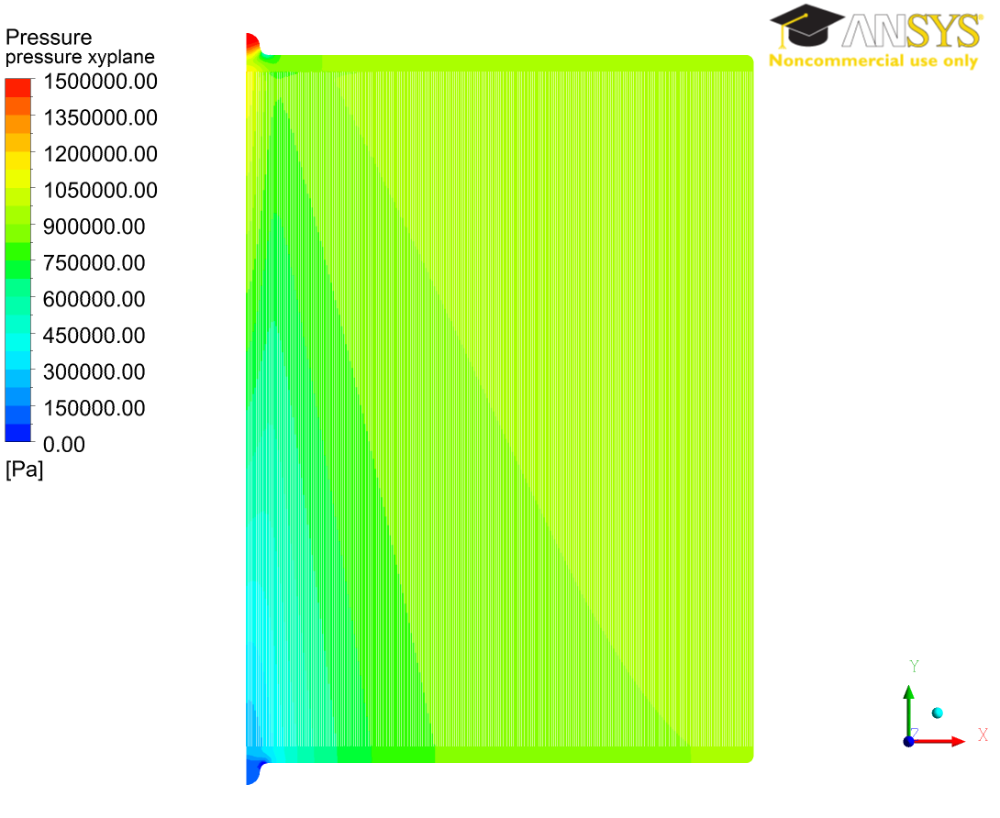 Pressure
pressure xyplane
1500000.00
1350000.00
1200000.00
1050000.00
900000.00
750000.00
600000.00
450000.00
300000.00
150000.00
0.00
[Pa]
ANSYS
Noncommercial use only
Y
Z
X